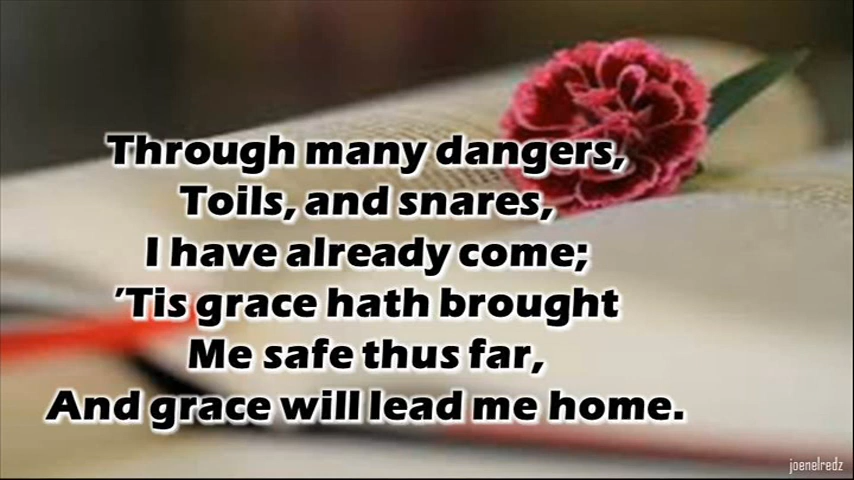 Through many dangers,
Toils, and snares,
I have already come;
'Tis grace hath brought
Me safe thus far,
And grace will lead me home.
joenelredz